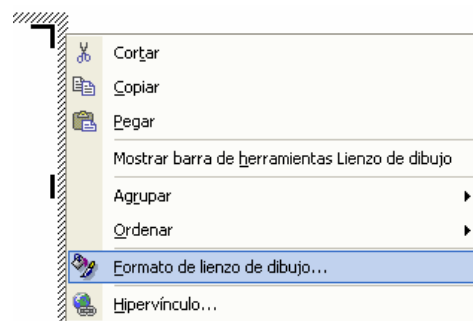 Cortar
Copiar
Pegar
Mostrar barra de herramientas Lienzo de dibujo
Agrupar
Ordenar
Formato de lienzo de dibujo...
Hipervínculo...